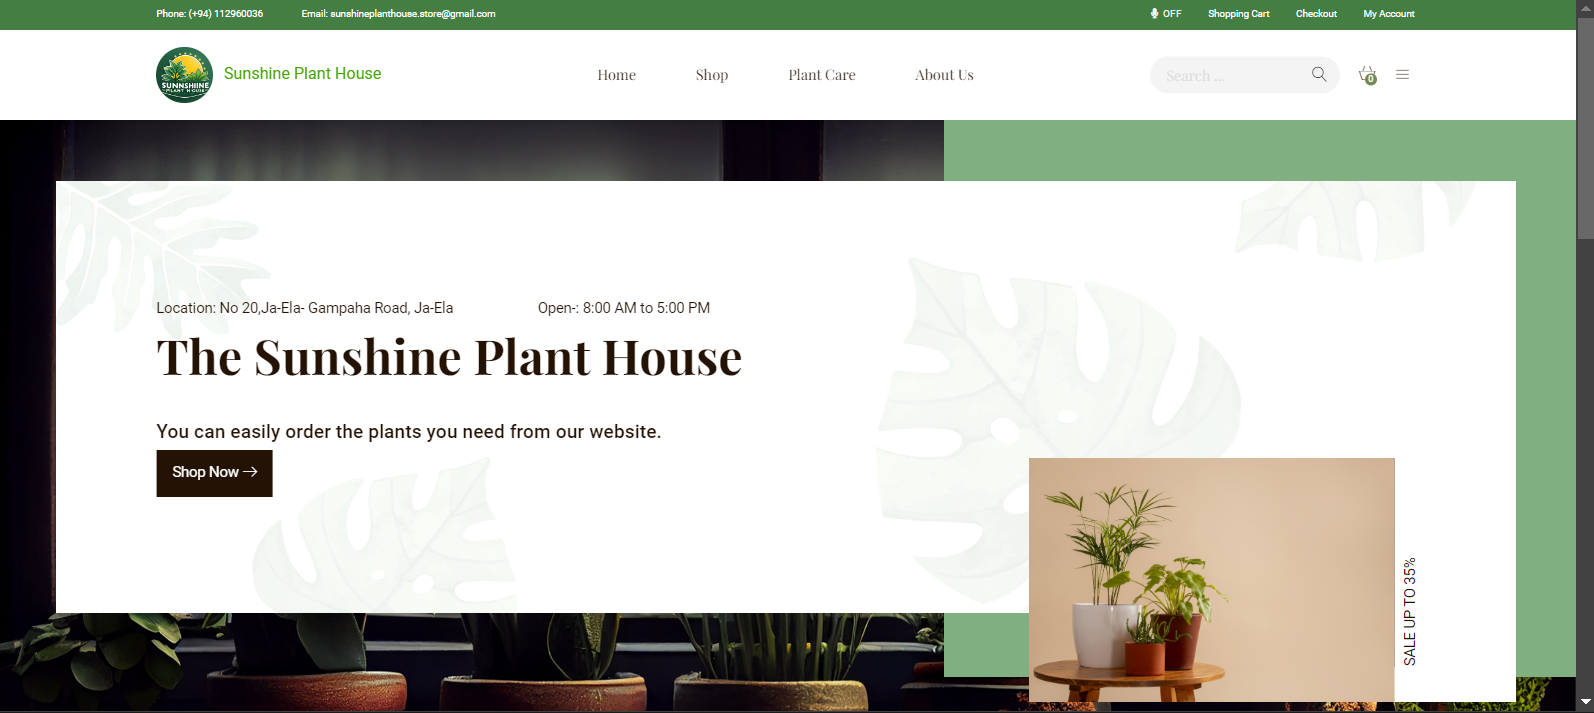 Phone: (+94) 112960036 Email: sunshineplanthouse.store@gmail.com OFF Shopping Cart Checkout My Account
SUNNSHINE
PLANT HOUSE
Sunshine Plant House
Home Shop Plant Care About Us
Search ...
0
Location: No 20,Ja-Ela- Gampaha Road, Ja-Ela Open-: 8:00 AM to 5:00 PM
The Sunshine Plant House
You can easily order the plants you need from our website.
Shop Now
SALE UP TO 35%